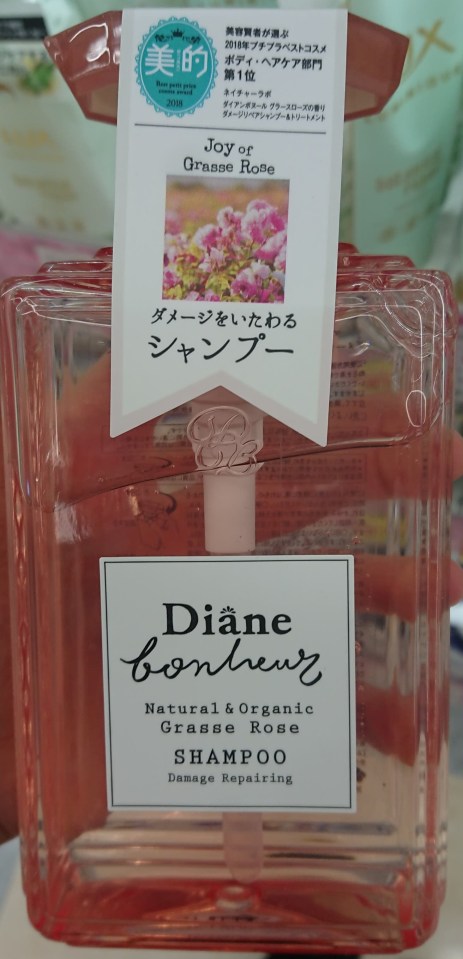 美的
Best petit price
cosme award
2018
美容賢者が選ぶ
2018年プチプラベストコスメ
ボディ・ヘアケア部門
第1位
ネイチャーラボ
ダイアンボヌール グラースローズの香り
ダメージリペアシャンプー&トリートメント
Joy of
Grasse Rose
ダメージをいたわる
シャンプー
Diane
bonheur
Natural & Organic
Grasse Rose
SHAMPOO
Damage Repairing